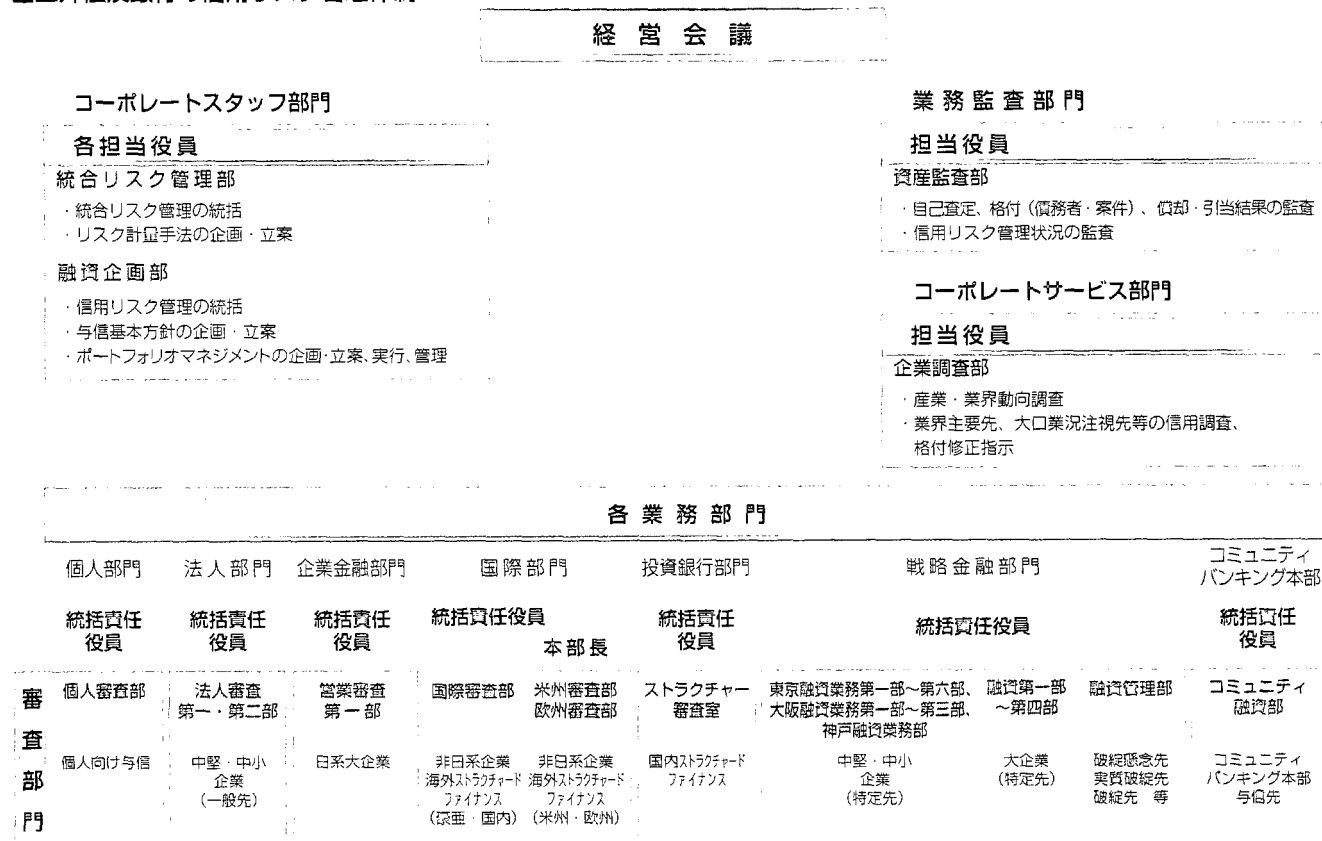 経営会議
コーポレートスタッフ部門
各担当役員
統合リスク管理部
・統合リスク管理の統括
・リスク計量手法の企画・立案
融資企画部
・信用リスク管理の統括
・与信基本方針の企画・立案
・ポートフォリオマネジメントの企画・立案、実行、管理
業務監査部門
担当役員
資産監査部
・自己査定、格付(債務者・案件)、償却・引当結果の監査
・信用リスク管理状況の監査
コーポレートサービス部門
担当役員
企業調査部
・産業・業界動向調査
・業界主要先、大口業況注視先等の信用調査、
格付修正指示
各業務部門
個人部門 法人部門 企業金融部門 国際部門 投資銀行部門 戦略金融部門 コミュニティ
バンキング本部
統括責任 統括責任 統括責任 統括責任役員 統括責任 統括責任役員 統括責任
役員 役員 役員 本部長 役員 役員
審査部門
個人審査部 法人審査 営業審査 国際審査部 米州審査部 ストラクチャー 東京融資業務第一部～第六部、 融資第一部 融資管理部 コミュニティ
第一・第二部 第一部 欧州審査部 審査室 大阪融資業務第一部～第三部、 ～第四部 融資部
神戸融資業務部
個人向け与信 中堅・中小 日系大企業 非日系企業 非日系企業 国内ストラクチャード 中堅・中小 大企業 破綻懸念先 コミュニティ
企業 海外ストラクチャード 海外ストラクチャード ファイナンス 企業 (特定先) 実質破綻先 バンキング本部
(一般先) ファイナンス ファイナンス (特定先) 破綻先 等 与信先
(亜・国内) (米州・欧州)